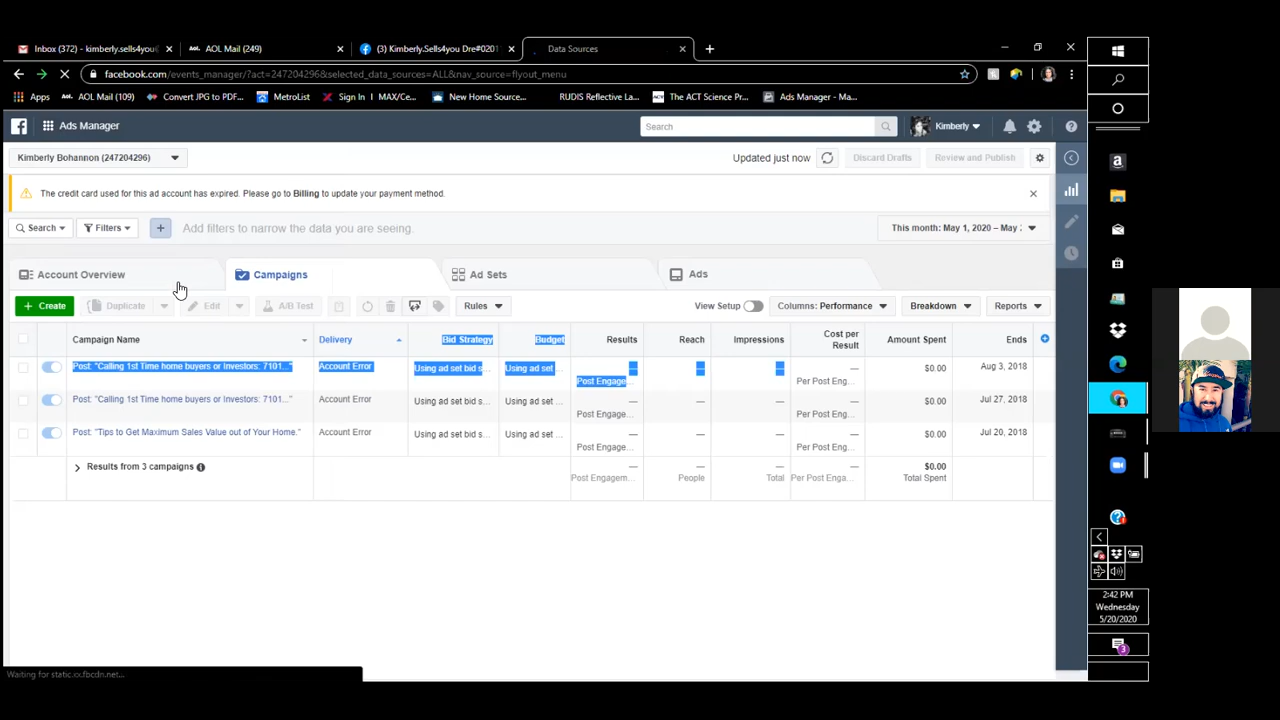 Inbox (372) - kimberly.sells4you
AOL Mail (249)
(3) Kimberly.Sells4you Dre#0201
Data Sources
facebook.com/events_manager/?act=247204296&selected_data_sources=ALL&nav_source=flyout_menu
Apps
AOL Mail (109)
Convert JPG to PDF...
MetroList
Sign In | MAX/Ce...
New Home Source...
RUDIS Reflective La...
The ACT Science Pr...
Ads Manager - Ma...
Ads Manager
Search
Kimberly
Kimberly Bohannon (247204296)
Updated just now
Discard Drafts
Review and Publish
The credit card used for this ad account has expired. Please go to Billing to update your payment method.
Search
Filters
Add filters to narrow the data you are seeing.
This month: May 1, 2020 – May
Account Overview
Campaigns
Ad Sets
Ads
+ Create
Duplicate
Edit
A/B Test
Rules
View Setup
Columns: Performance
Breakdown
Reports
Campaign Name
Delivery
Bid Strategy
Budget
Results
Reach
Impressions
Cost per
Result
Amount Spent
Ends
Post: "Calling 1st Time home buyers or Investors: 7101..."
Account Error
Using ad set bid s...
Using ad set ...
—
—
—
—
$0.00
Aug 3, 2018
Post Engage...
Per Post Eng...
Post: "Calling 1st Time home buyers or Investors: 7101..."
Account Error
Using ad set bid s...
Using ad set ...
—
—
—
—
$0.00
Jul 27, 2018
Post Engage...
Per Post Eng...
Post: "Tips to Get Maximum Sales Value out of Your Home."
Account Error
Using ad set bid s...
Using ad set ...
—
—
—
—
$0.00
Jul 20, 2018
Post Engage...
Per Post Eng...
Results from 3 campaigns
—
—
—
—
$0.00
Post Engagem...
People
Total
Per Post Enga...
Total Spent
2:42 PM
Wednesday
5/20/2020
3
Waiting for static.xx.fbcdn.net...